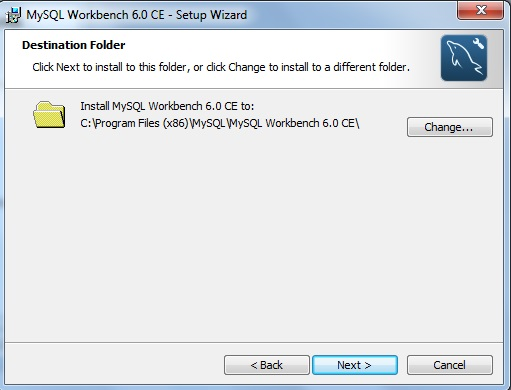 MySQL Workbench 6.0 CE - Setup Wizard
Destination Folder
Click Next to install to this folder, or click Change to install to a different folder.
Install MySQL Workbench 6.0 CE to:
C:\Program Files (x86)\MySQL\MySQL Workbench 6.0 CE\
Change...
< Back
Next >
Cancel